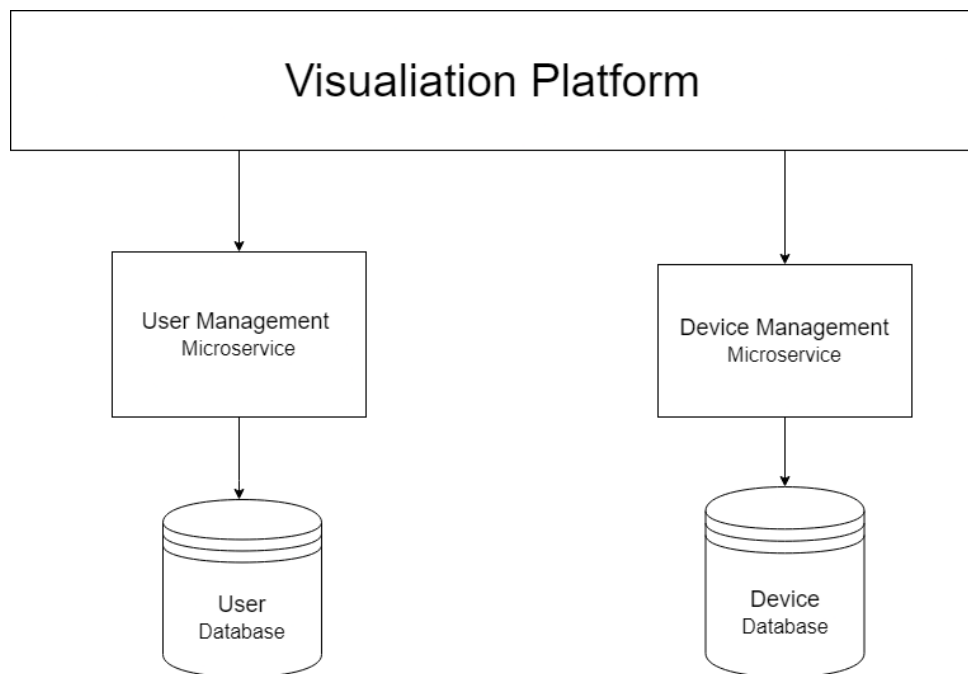 Visualiation Platform
User Management
Microservice
Device Management
Microservice
User
Database
Device
Database